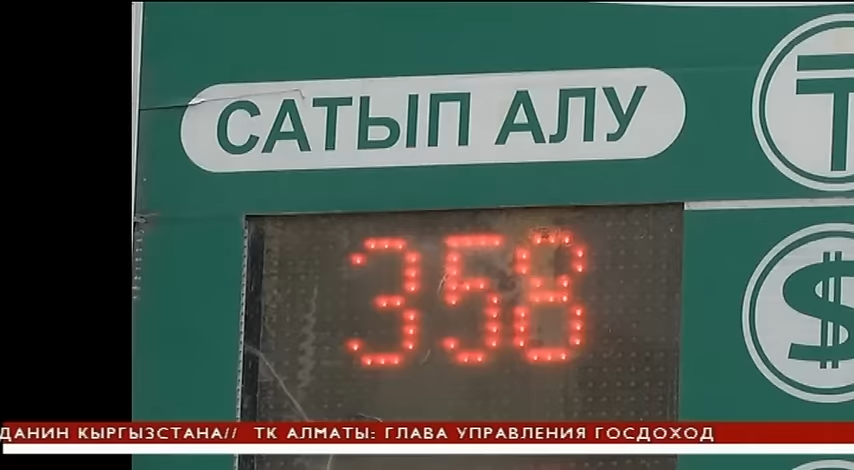 САТЫП АЛУ
₸
358
$
ДАНИН КЫРГЫЗСТАНА// ТК АЛМАТЫ: ГЛАВА УПРАВЛЕНИЯ ГОСДОХОД